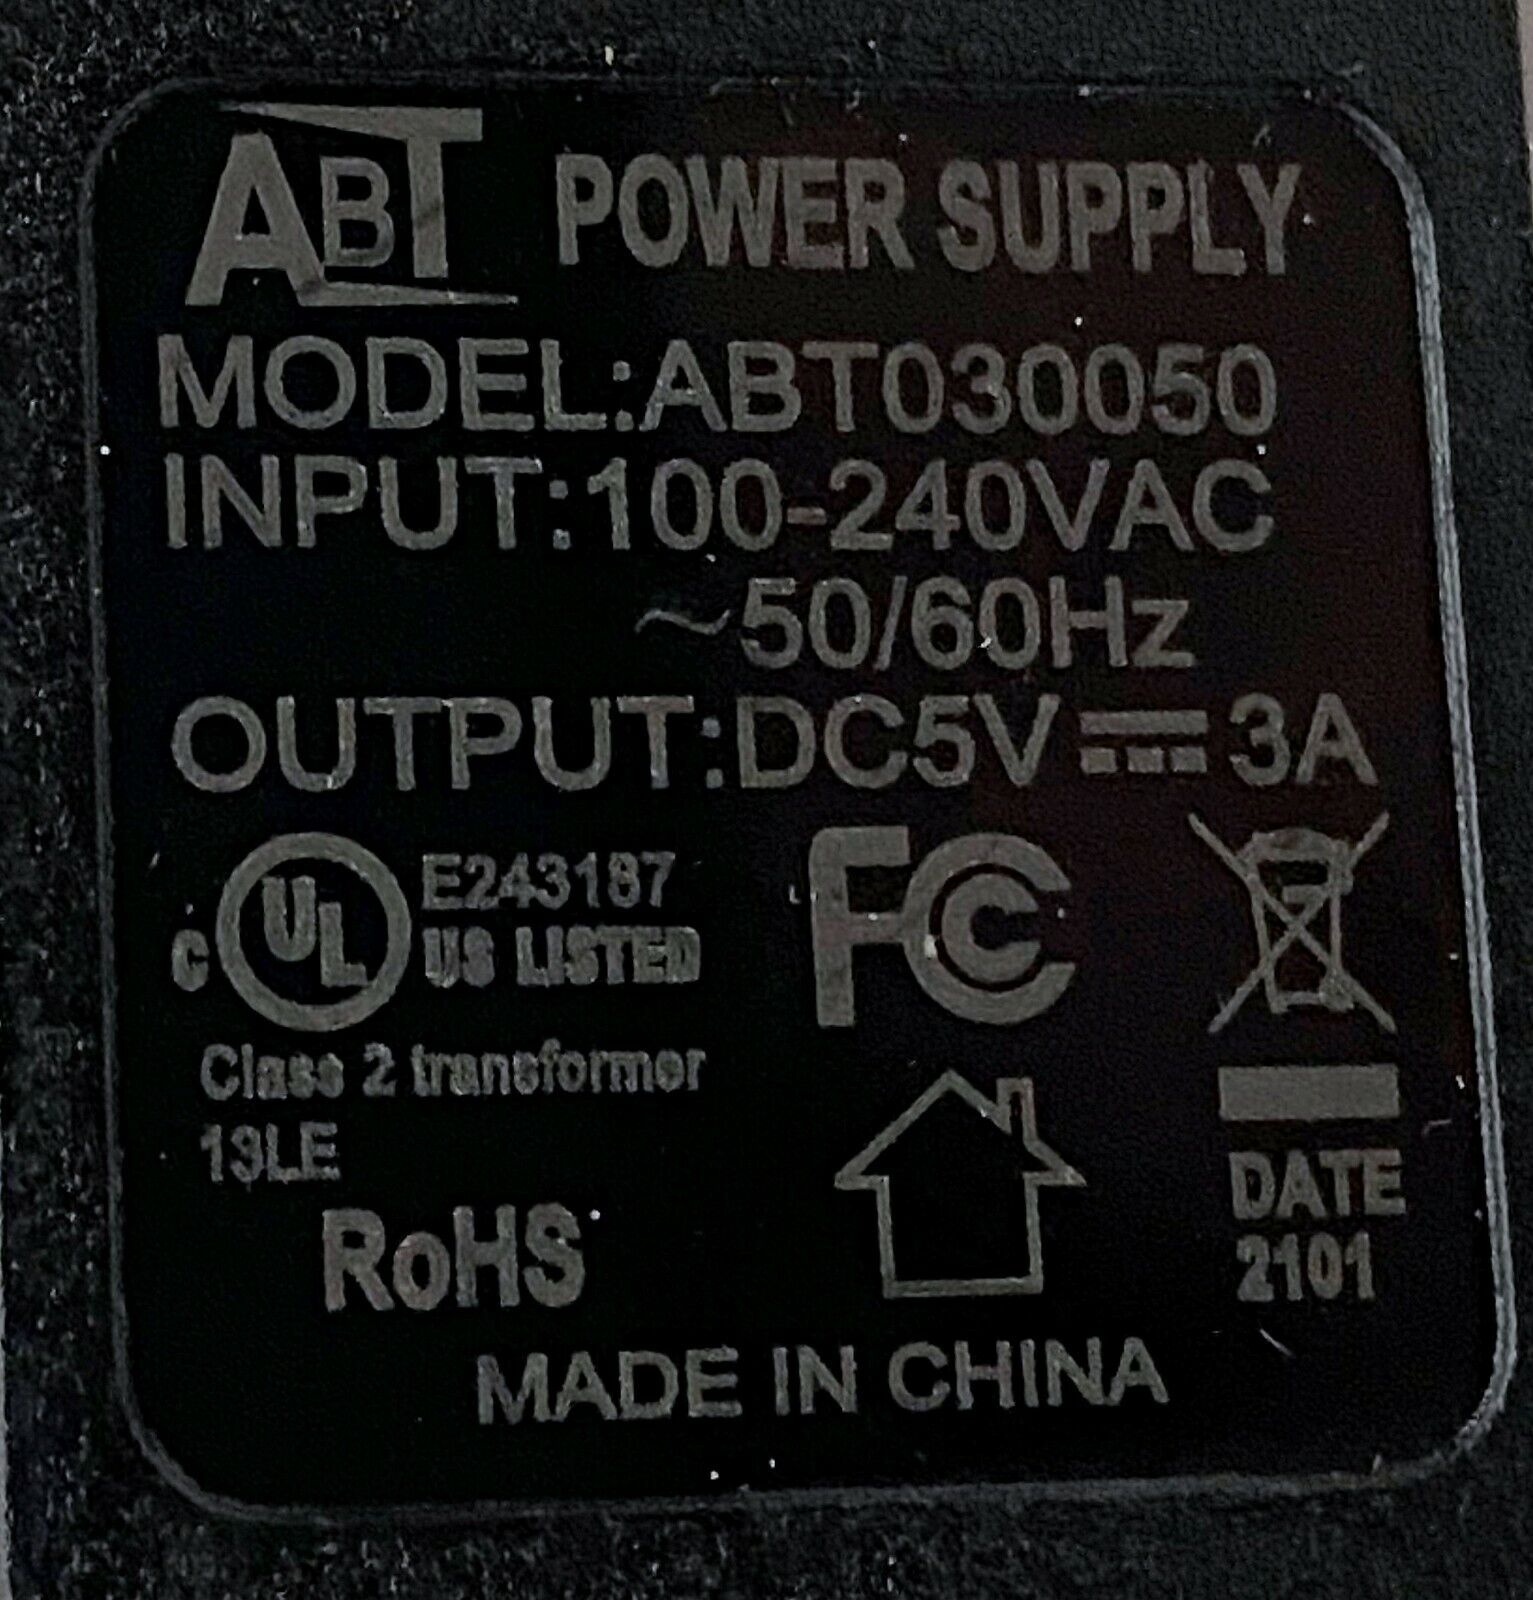 ABT POWER SUPPLY
MODEL:ABT030050
INPUT:100-240VAC
~50/60Hz
OUTPUT:DC5V⎓3A
C UL E243187
US LISTED
Class 2 transformer
13LE
FC
RoHS
DATE
2101
MADE IN CHINA